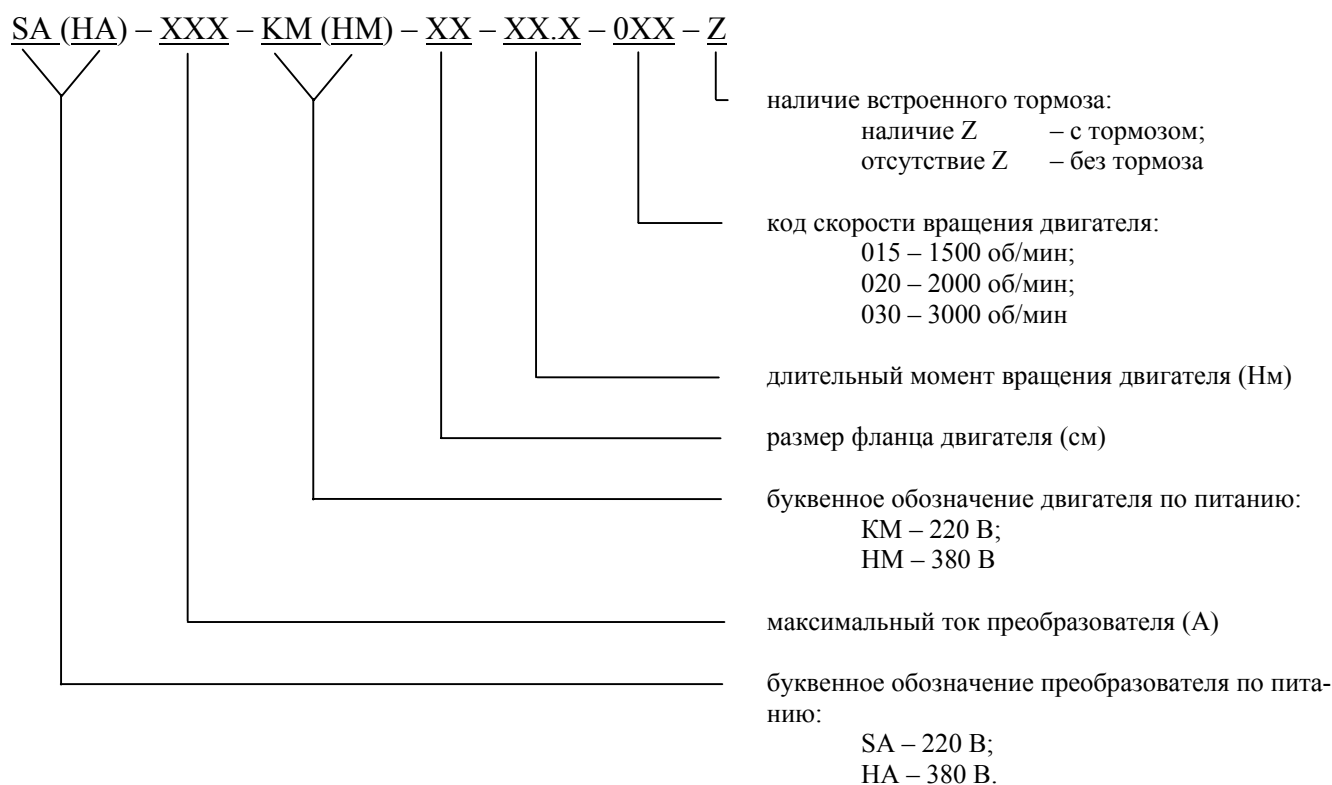 SA (HA) – XXX – KM (HM) – XX – XX.X – 0XX – Z
наличие встроенного тормоза:
наличие Z – с тормозом;
отсутствие Z – без тормоза
код скорости вращения двигателя:
015 – 1500 об/мин;
020 – 2000 об/мин;
030 – 3000 об/мин
длительный момент вращения двигателя (Нм)
размер фланца двигателя (см)
буквенное обозначение двигателя по питанию:
КМ – 220 В;
НМ – 380 В
максимальный ток преобразователя (А)
буквенное обозначение преобразователя по пита-
нию:
SA – 220 В;
НА – 380 В.